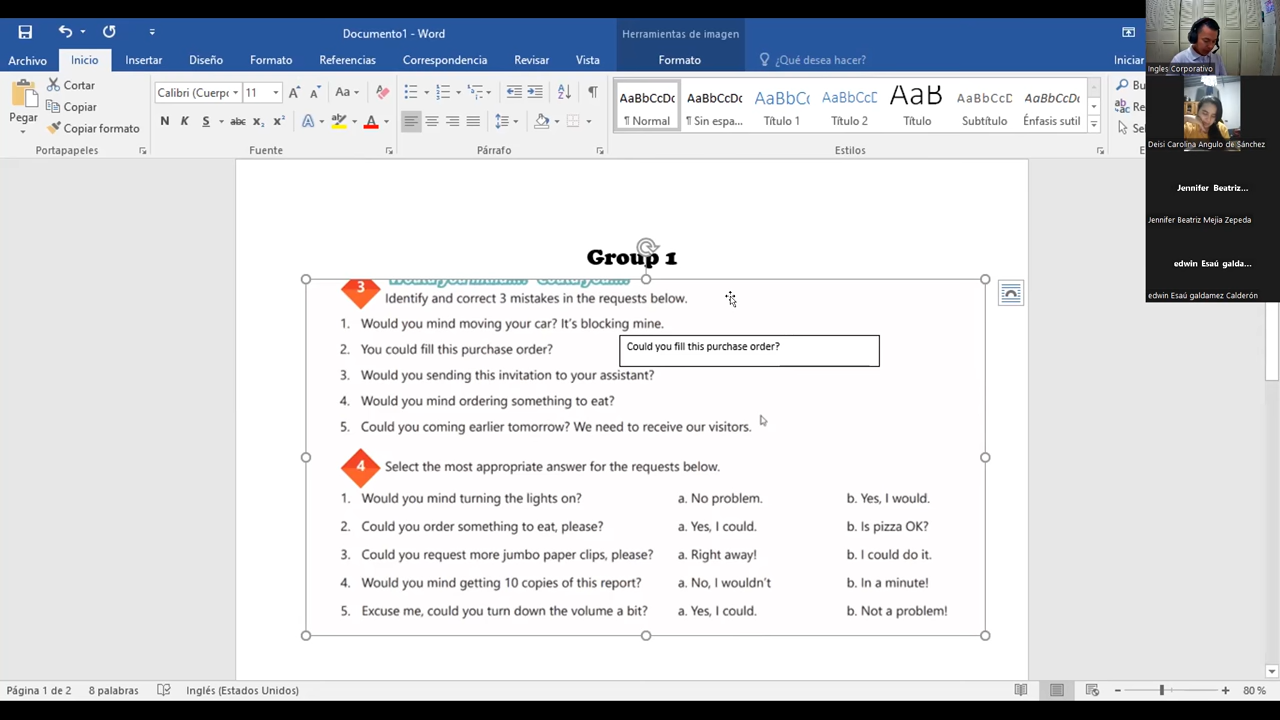 Documento1 - Word
Herramientas de imagen
Archivo Inicio Insertar Diseño Formato Referencias Correspondencia Revisar Vista Formato ¿Qué desea hacer? Iniciar
Pegar
Cortar
Copiar
Copiar formato
Calibri (Cuerpo 11
AaBbCcDc AaBbCcDc AaBbCc AaBbCcD AaB AaBbCcD AaBbCcDc
¶ Normal ¶ Sin espa... Título 1 Título 2 Título Subtítulo Énfasis sutil
Portapapeles Fuente Párrafo Estilos
Ingles Corporativo
Deisi Carolina Angulo de Sánchez
Jennifer Beatriz...
Jennifer Beatriz Mejia Zepeda
edwin Esaú galda...
edwin Esaú galdamez Calderón
Group 1
3 Identify and correct 3 mistakes in the requests below.
1. Would you mind moving your car? It's blocking mine.
2. You could fill this purchase order?
Could you fill this purchase order?
3. Would you sending this invitation to your assistant?
4. Would you mind ordering something to eat?
5. Could you coming earlier tomorrow? We need to receive our visitors.
4 Select the most appropriate answer for the requests below.
1. Would you mind turning the lights on? a. No problem. b. Yes, I would.
2. Could you order something to eat, please? a. Yes, I could. b. Is pizza OK?
3. Could you request more jumbo paper clips, please? a. Right away! b. I could do it.
4. Would you mind getting 10 copies of this report? a. No, I wouldn't b. In a minute!
5. Excuse me, could you turn down the volume a bit? a. Yes, I could. b. Not a problem!
Página 1 de 2 8 palabras Inglés (Estados Unidos) 80 %